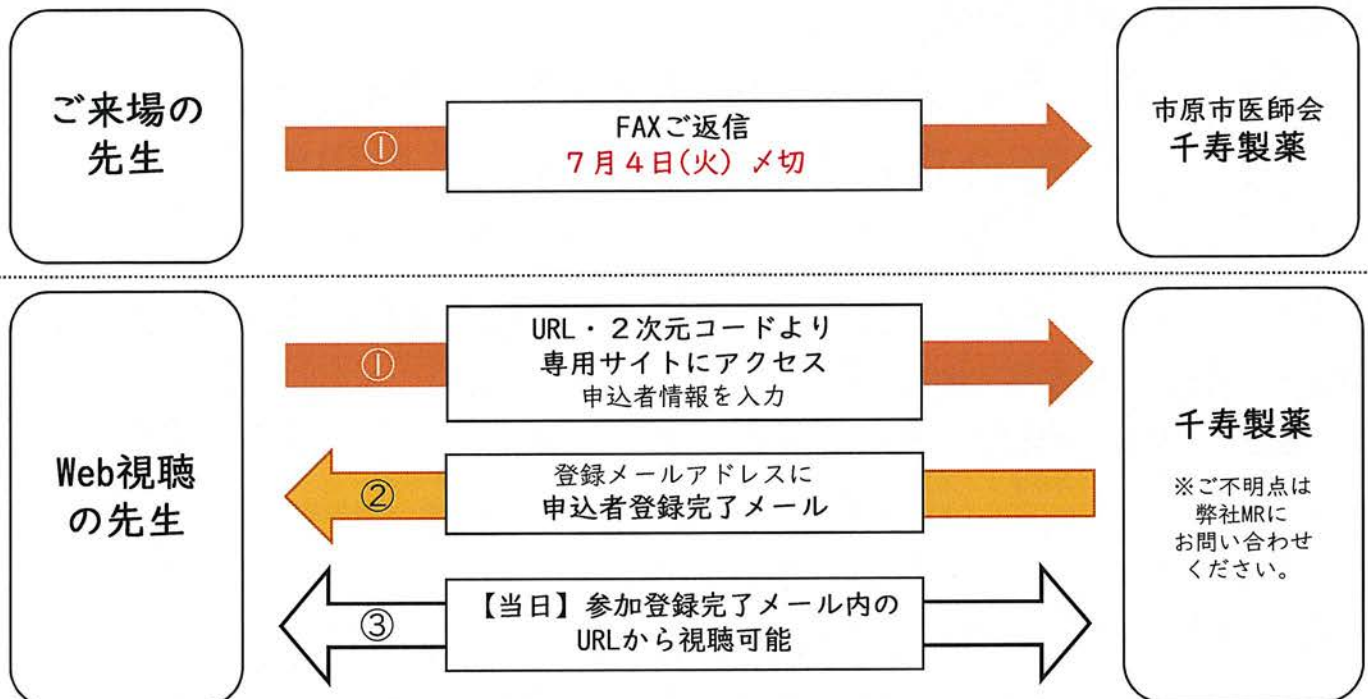 ご来場の
先生
①
FAXご返信
7月4日(火) 〆切
市原市医師会
千寿製薬
Web視聴
の先生
①
URL・2次元コードより
専用サイトにアクセス
申込者情報を入力
②
登録メールアドレスに
申込者登録完了メール
③
【当日】参加登録完了メール内の
URLから視聴可能
千寿製薬
※ご不明点は
弊社MRに
お問い合わせ
ください。